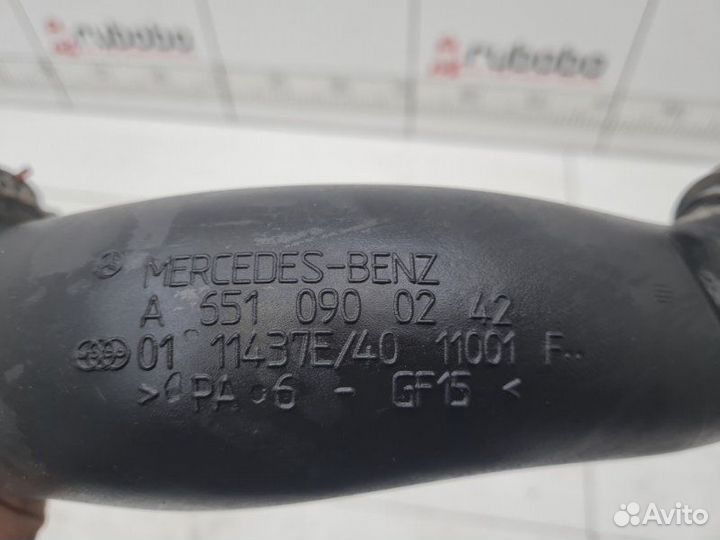 rubobo
rubobo
MERCEDES-BENZ
A 651 090 02 42
01 11437E/40 11001 F..
>PA 6 - GF15 <
Avito